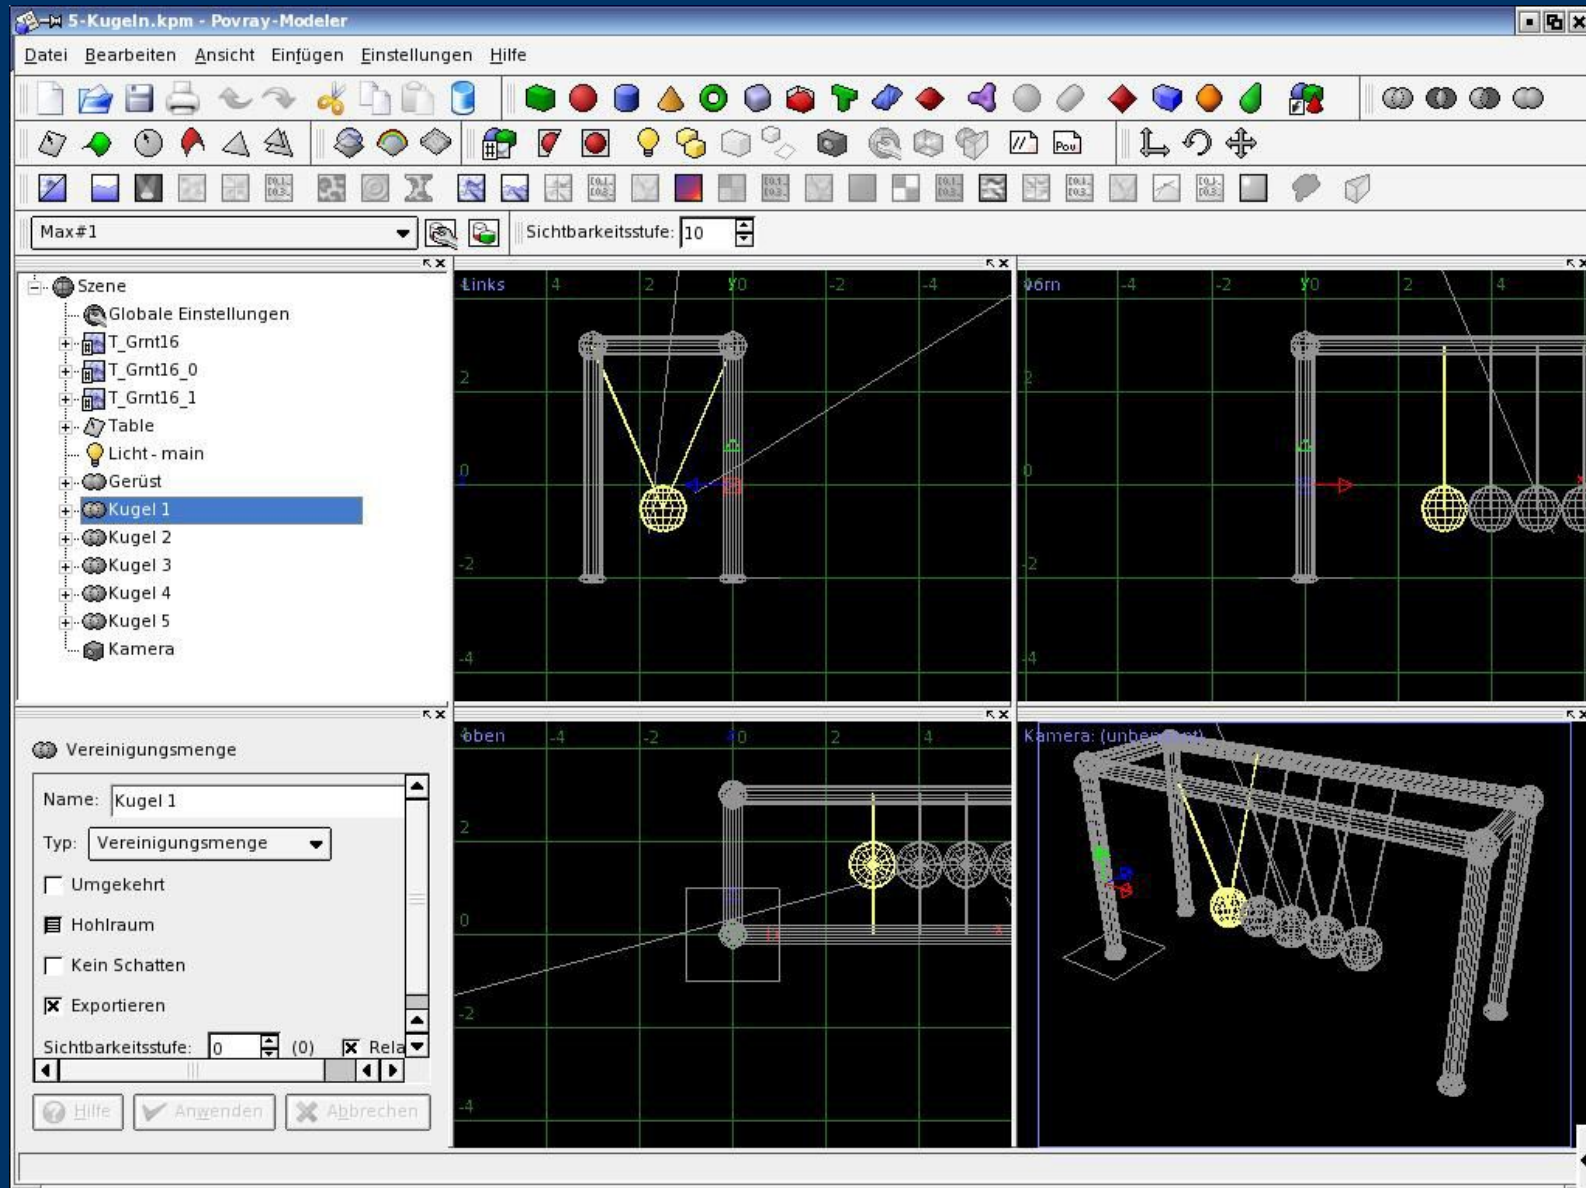 5-Kugeln.kpm - Povray-Modeler
Datei Bearbeiten Ansicht Einfügen Einstellungen Hilfe
Pov
Max#1
Sichtbarkeitsstufe: 10
Szene
Globale Einstellungen
T_Grnt16
T_Grnt16_0
T_Grnt16_1
Table
Licht - main
Gerüst
Kugel 1
Kugel 2
Kugel 3
Kugel 4
Kugel 5
Kamera
Vereinigungsmenge
Name: Kugel 1
Typ: Vereinigungsmenge
Umgekehrt
Hohlraum
Kein Schatten
Exportieren
Sichtbarkeitsstufe: 0 (0) Rela
Hilfe Anwenden Abbrechen
Links 4 2 y0 -2 -4
2
0
-2
-4
vorn -4 -2 y0 2 4
2
0
-2
-4
oben -4 -2 0 2 4
2
0
-2
-4
Kamera: